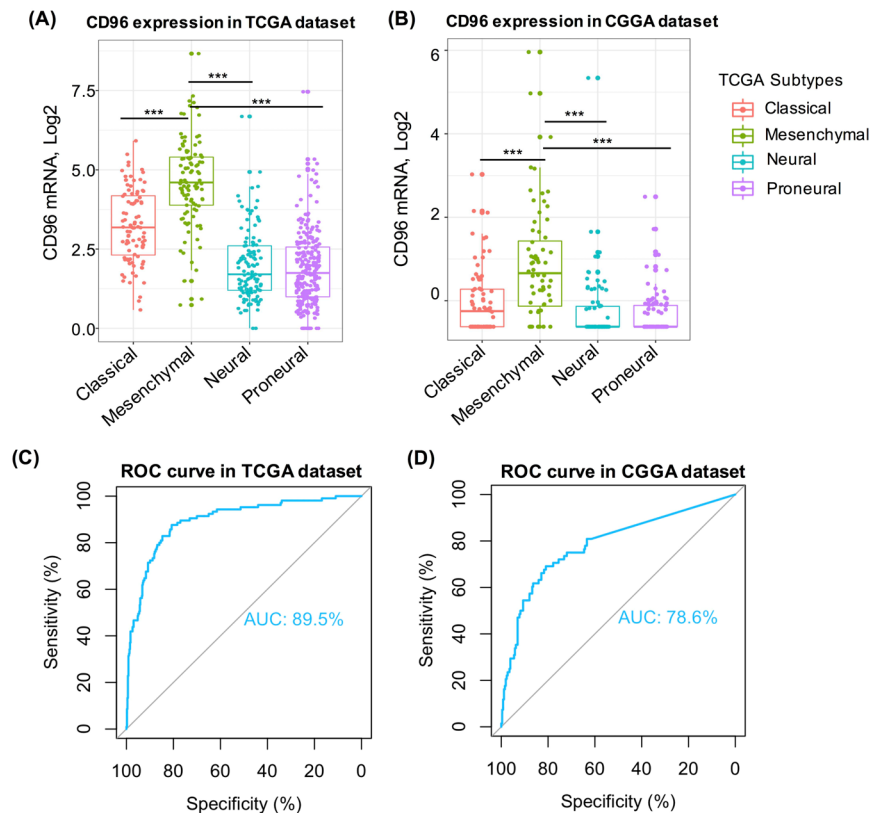 (A)
CD96 expression in TCGA dataset
CD96 mRNA, Log2
7.5
5.0
2.5
0.0
***
***
***
Classical
Mesenchymal
Neural
Proneural
(B)
CD96 expression in CGGA dataset
CD96 mRNA, Log2
6
4
2
0
***
***
***
Classical
Mesenchymal
Neural
Proneural
TCGA Subtypes
Classical
Mesenchymal
Neural
Proneural
(C)
ROC curve in TCGA dataset
Sensitivity (%)
100
80
60
40
20
0
AUC: 89.5%
100 80 60 40 20 0
Specificity (%)
(D)
ROC curve in CGGA dataset
Sensitivity (%)
100
80
60
40
20
0
AUC: 78.6%
100 80 60 40 20 0
Specificity (%)